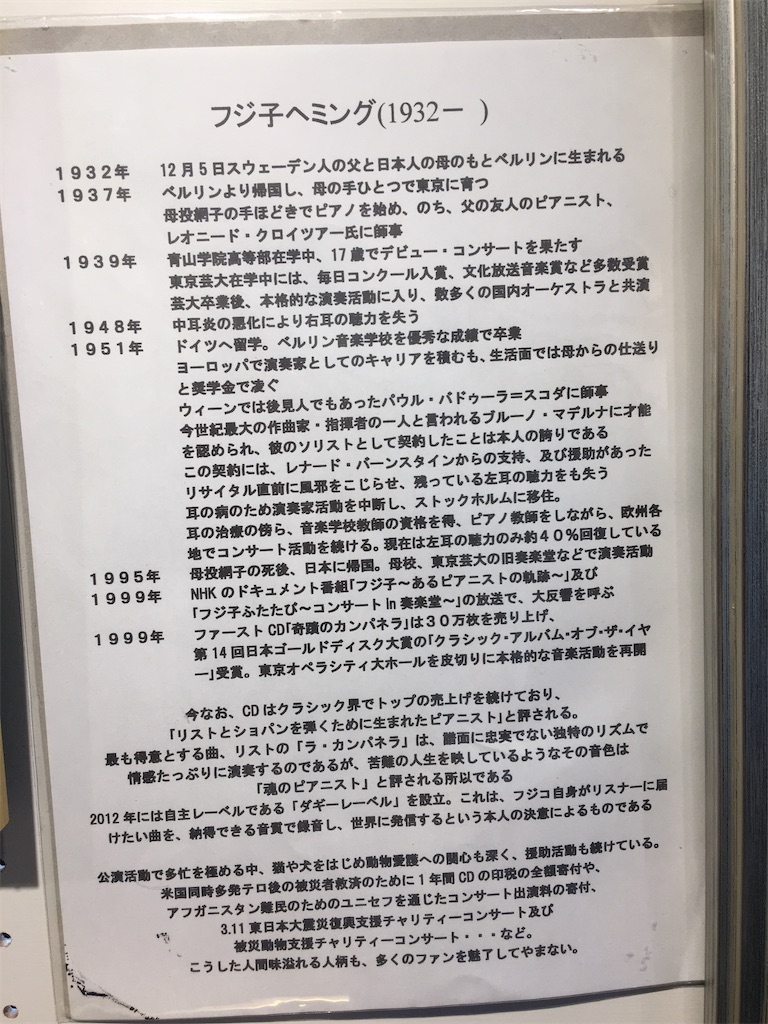 フジ子ヘミング(1932－ )
1932年 12月5日スウェーデン人の父と日本人の母のもとベルリンに生まれる
1937年 ベルリンより帰国し、母の手ひとつで東京に育つ
母投網子の手ほどきでピアノを始め、のち、父の友人のピアニスト、
レオニード・クロイツアー氏に師事
1939年 青山学院高等部在学中、17歳でデビュー・コンサートを果たす
東京芸大在学中には、毎日コンクール入賞、文化放送音楽賞など多数受賞
芸大卒業後、本格的な演奏活動に入り、数多くの国内オーケストラと共演
1948年 中耳炎の悪化により右耳の聴力を失う
1951年 ドイツへ留学。ベルリン音楽学校を優秀な成績で卒業
ヨーロッパで演奏家としてのキャリアを積むも、生活面では母からの仕送り
と奨学金で凌ぐ
ウィーンでは後見人でもあったパウル・バドゥーラ＝スコダに師事
今世紀最大の作曲家・指揮者の一人と言われるブルーノ・マデルナに才能
を認められ、彼のソリストとして契約したことは本人の誇りである
この契約には、レナード・バーンスタインからの支持、及び援助があった
リサイタル直前に風邪をこじらせ、残っている左耳の聴力をも失う
耳の病のため演奏家活動を中断し、ストックホルムに移住。
耳の治療の傍ら、音楽学校教師の資格を得、ピアノ教師をしながら、欧州各
地でコンサート活動を続ける。現在は左耳の聴力のみ約４０％回復している
1995年 母投網子の死後、日本に帰国。母校、東京芸大の旧奏楽堂などで演奏活動
1999年 NHKのドキュメント番組「フジ子～あるピアニストの軌跡～」及び
「フジ子ふたたび～コンサートIn奏楽堂～」の放送で、大反響を呼ぶ
1999年 ファーストCD「奇蹟のカンパネラ」は３０万枚を売り上げ、
第14回日本ゴールドディスク大賞の「クラシック・アルバム・オブ・ザ・イヤ
ー」受賞。東京オペラシティ大ホールを皮切りに本格的な音楽活動を再開
今なお、CDはクラシック界でトップの売上げを続けており、
「リストとショパンを弾くために生まれたピアニスト」と評される。
最も得意とする曲、リストの「ラ・カンパネラ」は、譜面に忠実でない独特のリズムで
情感たっぷりに演奏するのであるが、苦難の人生を映しているようなその音色は
「魂のピアニスト」と評される所以である
2012年には自主レーベルである「ダギーレーベル」を設立。これは、フジコ自身がリスナーに届
けたい曲を、納得できる音質で録音し、世界に発信するという本人の決意によるものである
公演活動で多忙を極める中、猫や犬をはじめ動物愛護への関心も深く、援助活動も続けている。
米国同時多発テロ後の被災者救済のために1年間CDの印税の全額寄付や、
アフガニスタン難民のためのユニセフを通じたコンサート出演料の寄付、
3.11東日本大震災復興支援チャリティーコンサート及び
被災動物支援チャリティーコンサート・・・など。
こうした人間味溢れる人柄も、多くのファンを魅了してやまない。